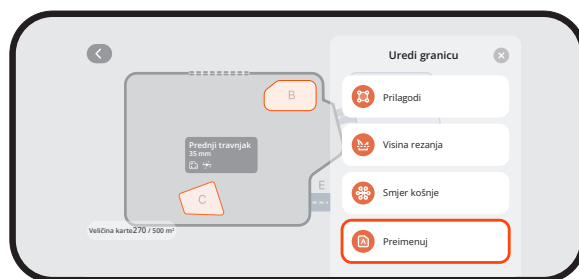 Uredi granicu
B
Prilagodi
Prednji travnjak
35 mm
Visina rezanja
E
Smjer košnje
C
Veličina karte270 / 500 m²
Preimenuj